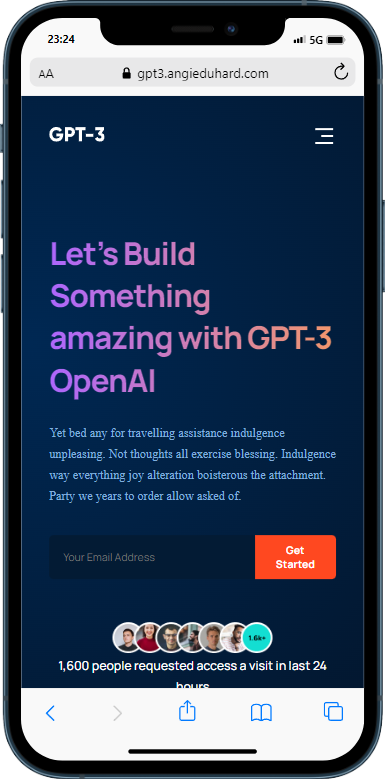 23:24
5G
AA
gpt3.angieduhard.com
GPT-3
Let's Build
Something
amazing with GPT-3
OpenAI
Yet bed any for travelling assistance indulgence
unpleasing. Not thoughts all exercise blessing. Indulgence
way everything joy alteration boisterous the attachment.
Party we years to order allow asked of.
Your Email Address
Get
Started
1.6k+
1,600 people requested access a visit in last 24
hours